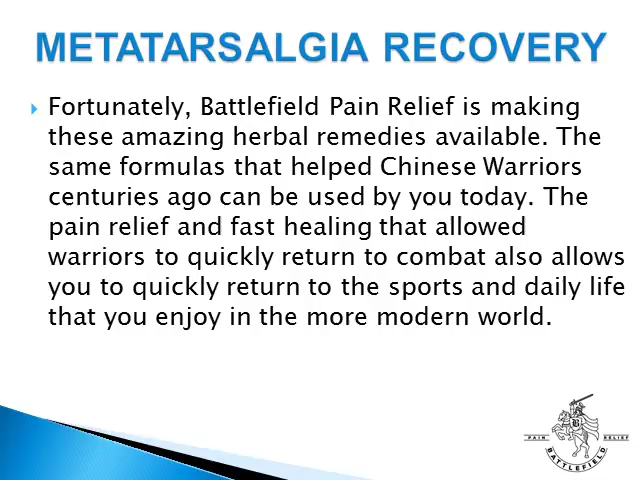 METATARSALGIA RECOVERY
Fortunately, Battlefield Pain Relief is making
these amazing herbal remedies available. The
same formulas that helped Chinese Warriors
centuries ago can be used by you today. The
pain relief and fast healing that allowed
warriors to quickly return to combat also allows
you to quickly return to the sports and daily life
that you enjoy in the more modern world.
PAIN RELIEF
BATTLEFIELD